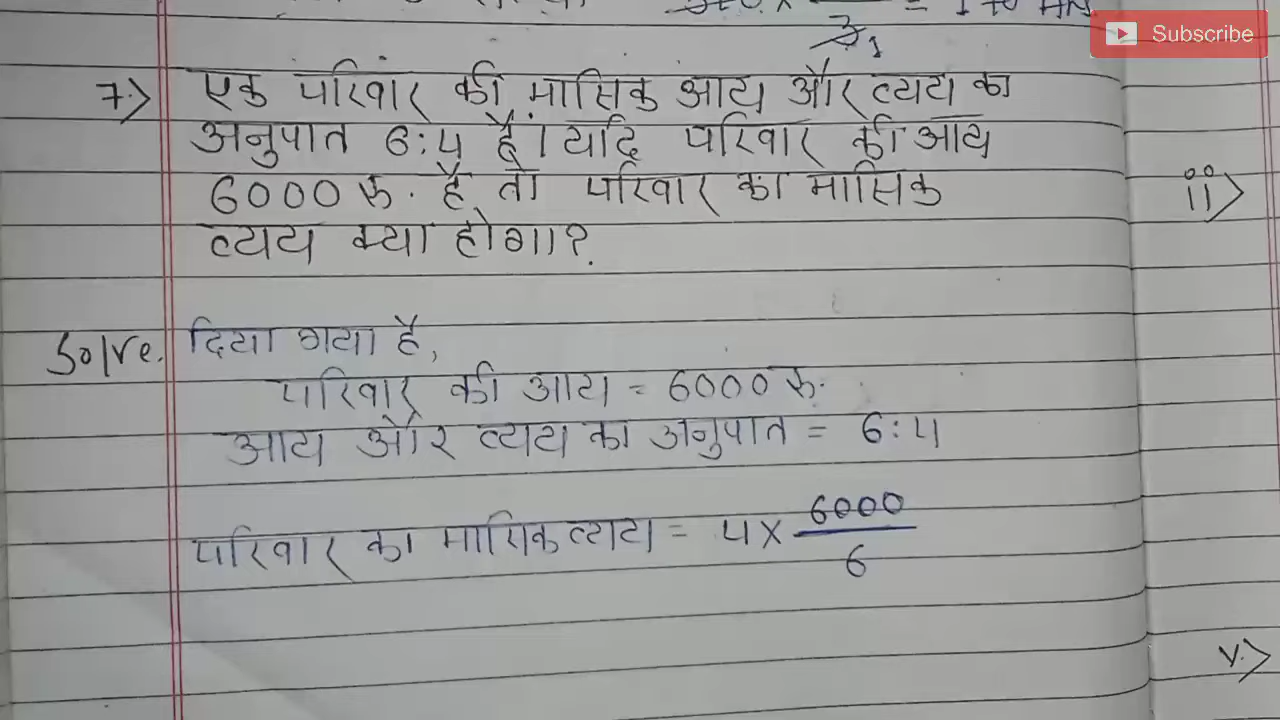 Subscribe
7.> एक परिवार की मासिक आय और व्यय का
अनुपात 6:4 है। यदि परिवार की आय
6000 रु. है तो परिवार का मासिक
व्यय क्या होगा?
ii>
Solve. दिया गया है,
परिवार की आय = 6000 रु.
आय और व्यय का अनुपात = 6:4
परिवार का मासिक व्यय = 4 × 6000
6
v.>